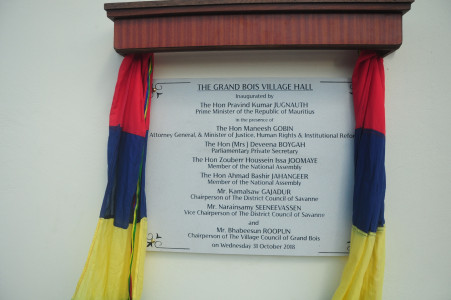 THE GRAND BOIS VILLAGE HALL
Inaugurated by
The Hon Pravind Kumar JUGNAUTH
Prime Minister of the Republic of Mauritius
in the presence of
The Hon Maneesh GOBIN
Attorney General, & Minister of Justice, Human Rights & Institutional Refor
The Hon (Mrs) Deveena BOYGAH
Parliamentary Private Secretary
The Hon Zouberr Houssein Issa JOOMAYE
Member of the National Assembly
The Hon Ahmad Bashir JAHANGEER
Member of the National Assembly
Mr. Kamalsaw GAJADUR
Chairperson of The District Council of Savanne
Mr. Narainsamy SEENEEVASSEN
Vice Chairperson of The District Council of Savanne
and
Mr. Bhabeesun ROOPUN
Chairperson of The Village Council of Grand Bois
on Wednesday 31 October 2018